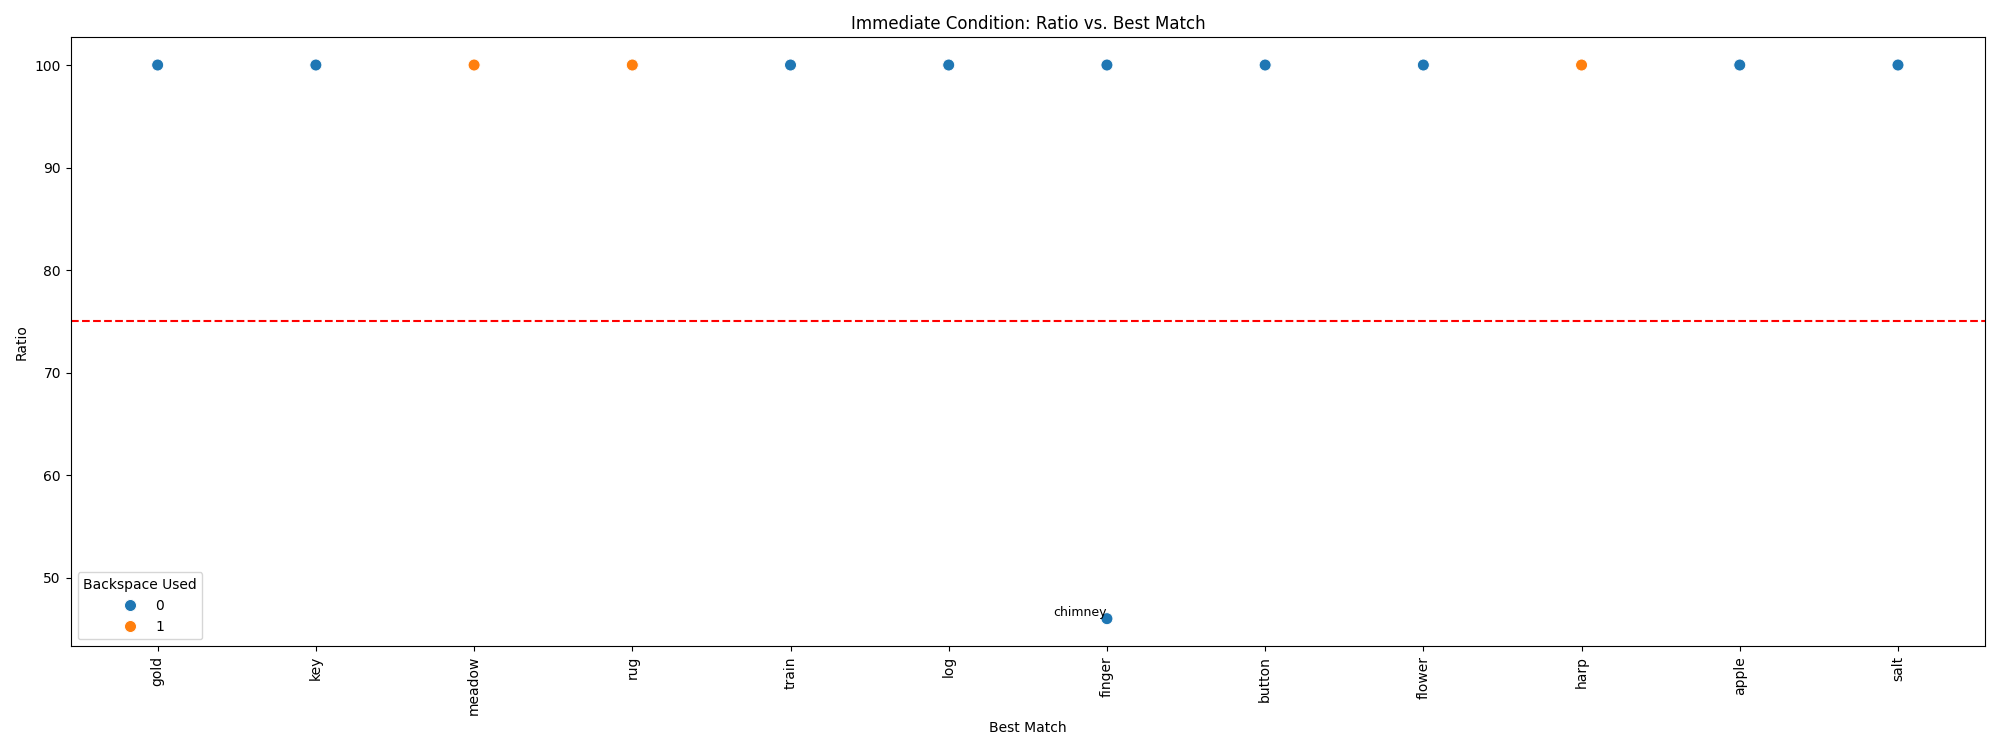 Immediate Condition: Ratio vs. Best Match
100
90
80
70
60
50
Ratio
chimney
Backspace Used
0
1
gold
key
meadow
rug
train
log
finger
button
flower
harp
apple
salt
Best Match